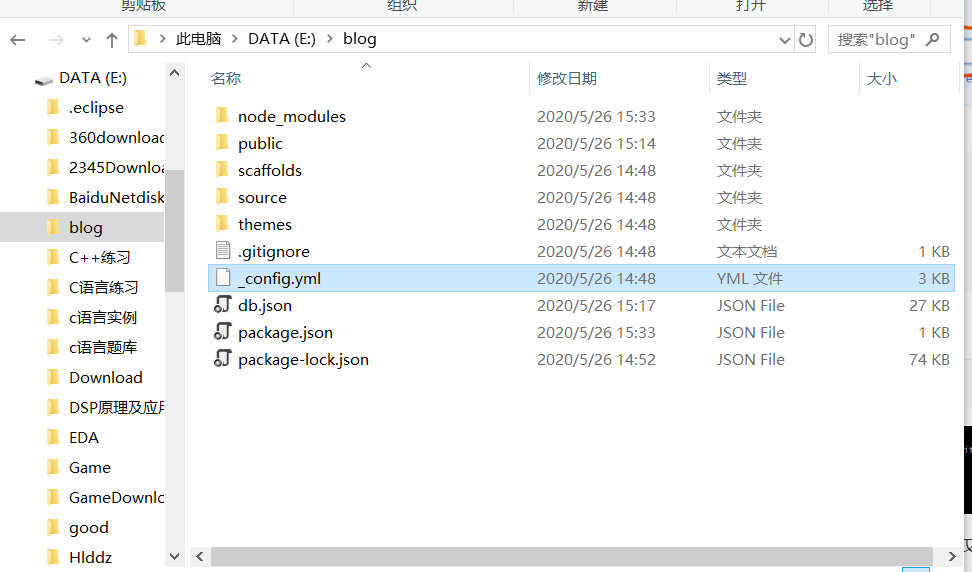 剪贴板 组织 新建 打开 选择
此电脑 DATA (E:) blog 搜索"blog"
DATA (E:)
.eclipse
360download
2345Downloa
BaiduNetdisk
blog
C++练习
C语言练习
c语言实例
c语言题库
Download
DSP原理及应用
EDA
Game
GameDownlo
good
Hlddz
名称 修改日期 类型 大小
node_modules 2020/5/26 15:33 文件夹
public 2020/5/26 15:14 文件夹
scaffolds 2020/5/26 14:48 文件夹
source 2020/5/26 14:48 文件夹
themes 2020/5/26 14:48 文件夹
.gitignore 2020/5/26 14:48 文本文档 1 KB
_config.yml 2020/5/26 14:48 YML 文件 3 KB
db.json 2020/5/26 15:17 JSON File 27 KB
package.json 2020/5/26 15:33 JSON File 1 KB
package-lock.json 2020/5/26 14:52 JSON File 74 KB